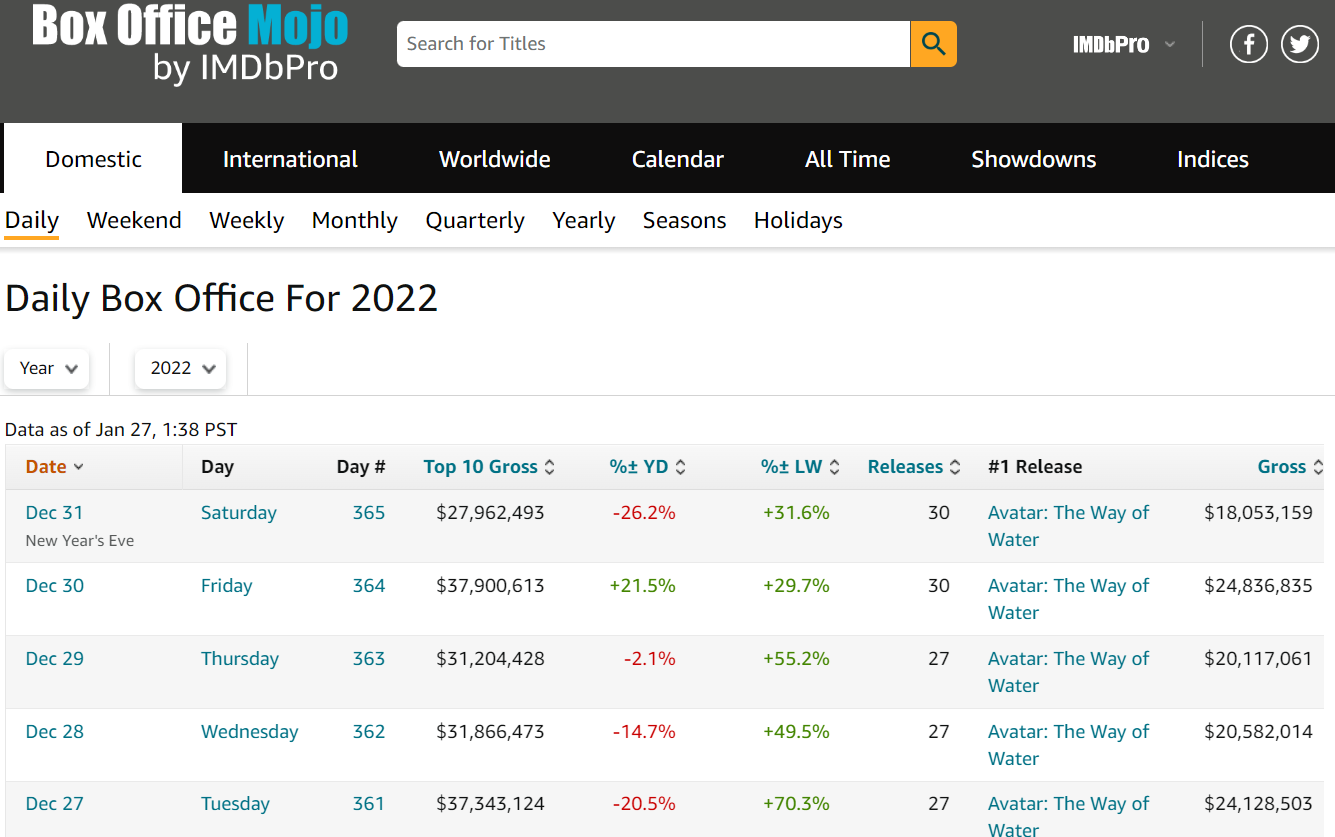 Box Office Mojo
by IMDbPro
Search for Titles
IMDbPro
Domestic International Worldwide Calendar All Time Showdowns Indices
Daily Weekend Weekly Monthly Quarterly Yearly Seasons Holidays
Daily Box Office For 2022
Year 2022
Data as of Jan 27, 1:38 PST
Date Day Day # Top 10 Gross %± YD %± LW Releases #1 Release Gross
Dec 31 Saturday 365 $27,962,493 -26.2% +31.6% 30 Avatar: The Way of $18,053,159
New Year's Eve Water
Dec 30 Friday 364 $37,900,613 +21.5% +29.7% 30 Avatar: The Way of $24,836,835
Water
Dec 29 Thursday 363 $31,204,428 -2.1% +55.2% 27 Avatar: The Way of $20,117,061
Water
Dec 28 Wednesday 362 $31,866,473 -14.7% +49.5% 27 Avatar: The Way of $20,582,014
Water
Dec 27 Tuesday 361 $37,343,124 -20.5% +70.3% 27 Avatar: The Way of $24,128,503
Water